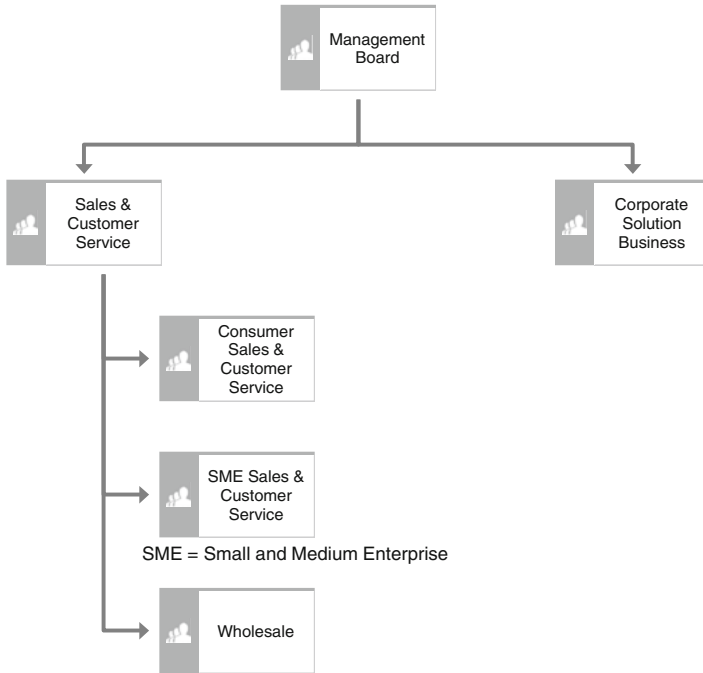 Management
Board
Sales &
Customer
Service
Corporate
Solution
Business
Consumer
Sales &
Customer
Service
SME Sales &
Customer
Service
SME = Small and Medium Enterprise
Wholesale